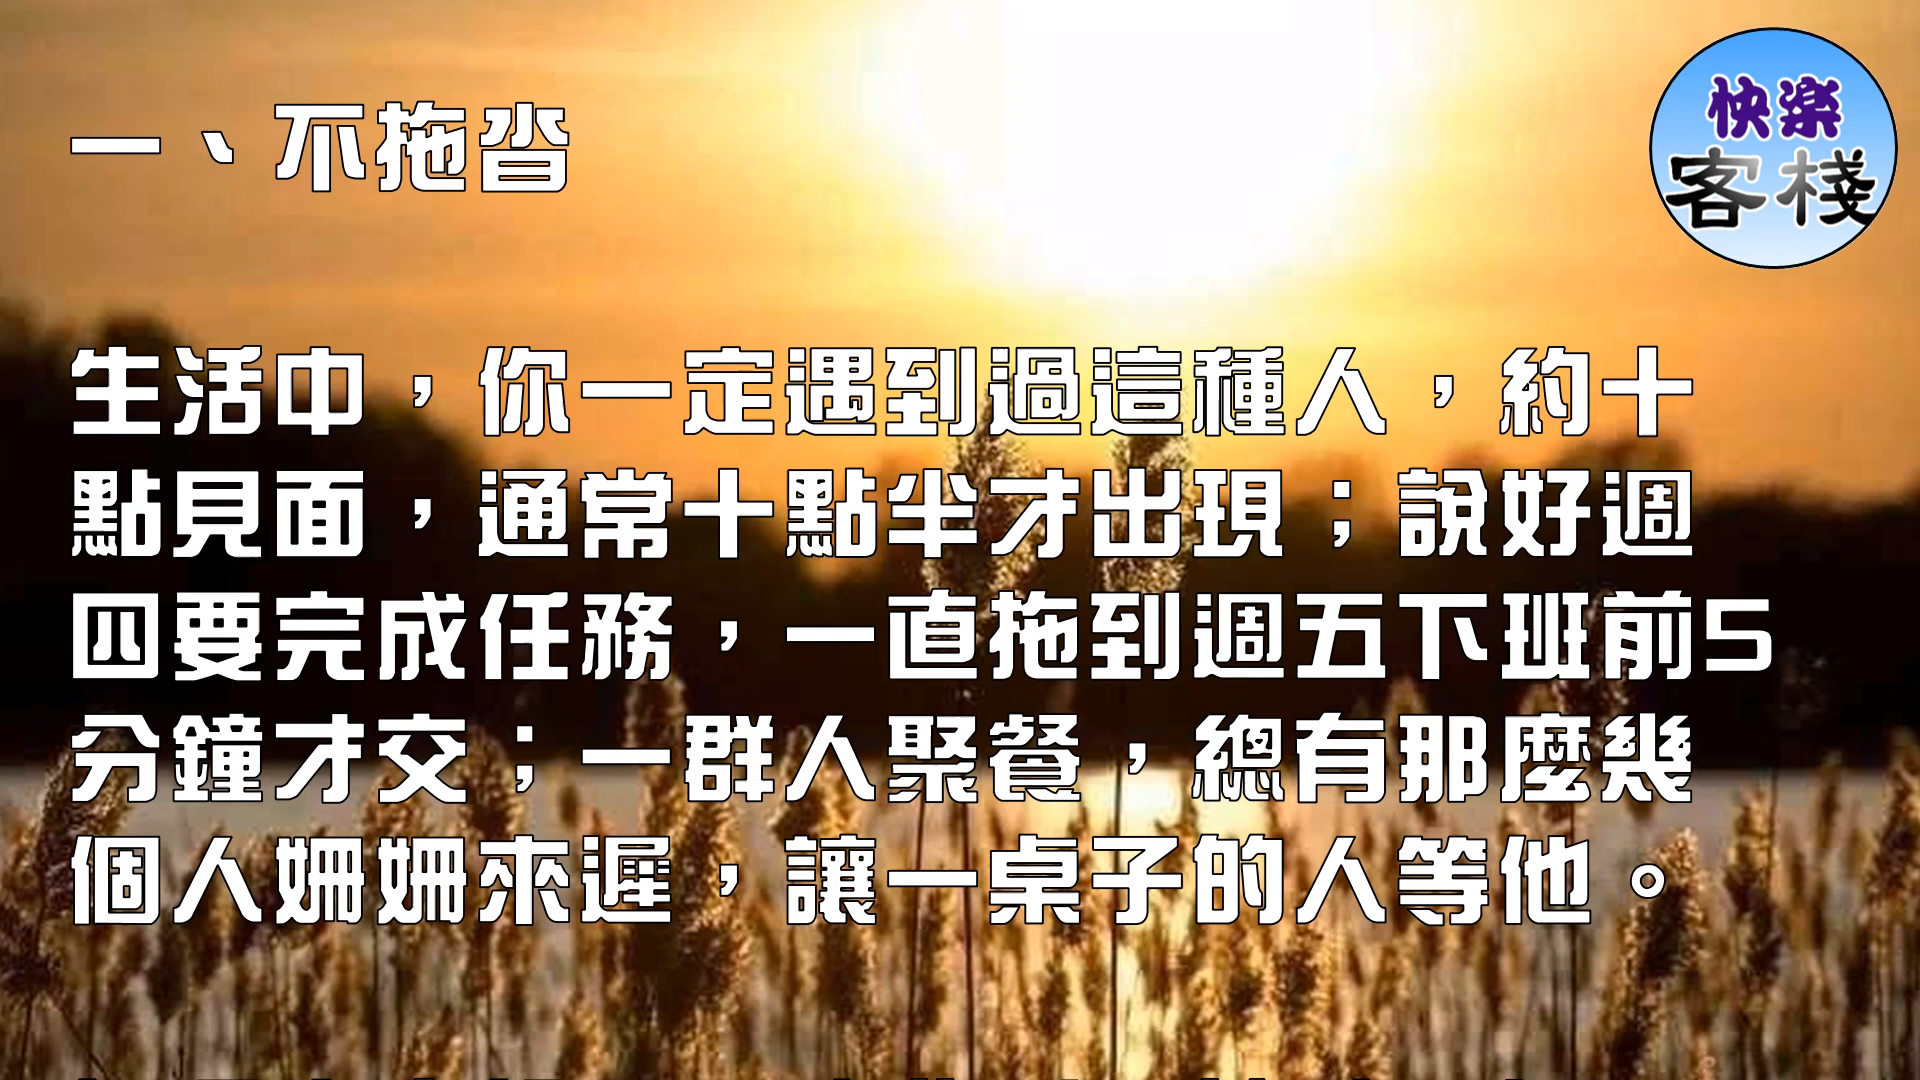 一、不拖沓
快楽
客棧
生活中，你一定遇到過這種人，約十
點見面，通常十點半才出現；說好週
四要完成任務，一直拖到週五下班前5
分鐘才交；一群人聚餐，總有那麼幾
個人姍姍來遲，讓一桌子的人等他。